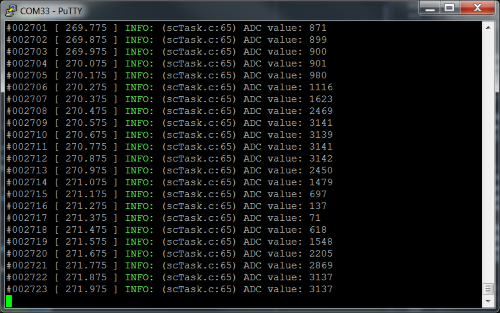 COM33 - PuTTY
#002701 [ 269.775 ] INFO: (scTask.c:65) ADC value: 871
#002702 [ 269.875 ] INFO: (scTask.c:65) ADC value: 899
#002703 [ 269.975 ] INFO: (scTask.c:65) ADC value: 900
#002704 [ 270.075 ] INFO: (scTask.c:65) ADC value: 901
#002705 [ 270.175 ] INFO: (scTask.c:65) ADC value: 980
#002706 [ 270.275 ] INFO: (scTask.c:65) ADC value: 1116
#002707 [ 270.375 ] INFO: (scTask.c:65) ADC value: 1623
#002708 [ 270.475 ] INFO: (scTask.c:65) ADC value: 2469
#002709 [ 270.575 ] INFO: (scTask.c:65) ADC value: 3141
#002710 [ 270.675 ] INFO: (scTask.c:65) ADC value: 3139
#002711 [ 270.775 ] INFO: (scTask.c:65) ADC value: 3141
#002712 [ 270.875 ] INFO: (scTask.c:65) ADC value: 3142
#002713 [ 270.975 ] INFO: (scTask.c:65) ADC value: 2450
#002714 [ 271.075 ] INFO: (scTask.c:65) ADC value: 1479
#002715 [ 271.175 ] INFO: (scTask.c:65) ADC value: 697
#002716 [ 271.275 ] INFO: (scTask.c:65) ADC value: 137
#002717 [ 271.375 ] INFO: (scTask.c:65) ADC value: 71
#002718 [ 271.475 ] INFO: (scTask.c:65) ADC value: 618
#002719 [ 271.575 ] INFO: (scTask.c:65) ADC value: 1548
#002720 [ 271.675 ] INFO: (scTask.c:65) ADC value: 2205
#002721 [ 271.775 ] INFO: (scTask.c:65) ADC value: 2869
#002722 [ 271.875 ] INFO: (scTask.c:65) ADC value: 3137
#002723 [ 271.975 ] INFO: (scTask.c:65) ADC value: 3137